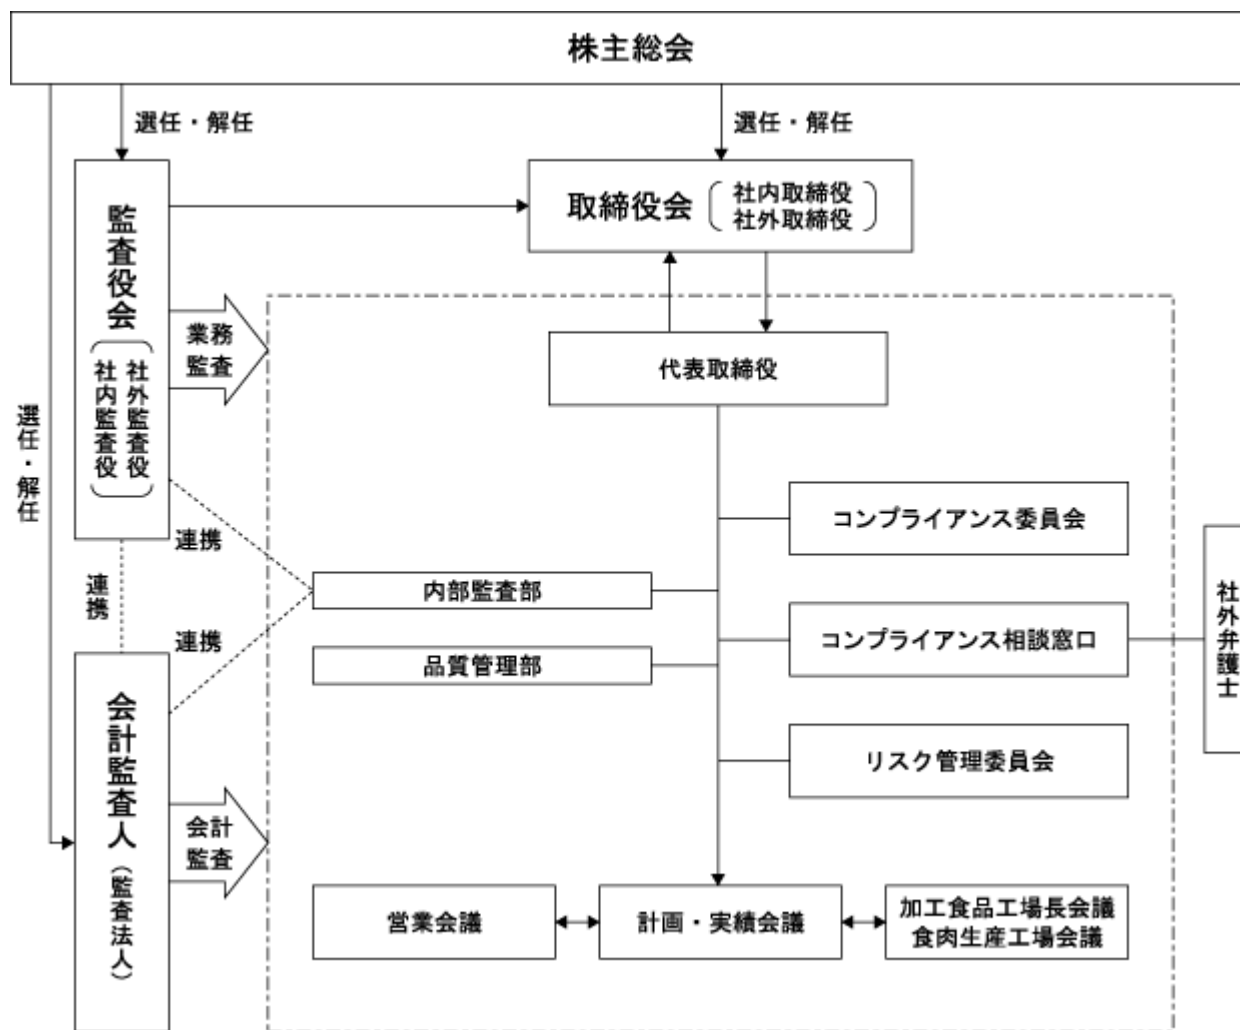 株主総会
選任・解任
選任・解任
選任・解任
監査役会
社外監査役
社内監査役
取締役会
社内取締役
社外取締役
業務
監査
代表取締役
コンプライアンス委員会
連携
連携
連携
内部監査部
コンプライアンス相談窓口
社外弁護士
品質管理部
リスク管理委員会
会計監査人(監査法人)
会計
監査
営業会議
計画・実績会議
加工食品工場長会議
食肉生産工場会議